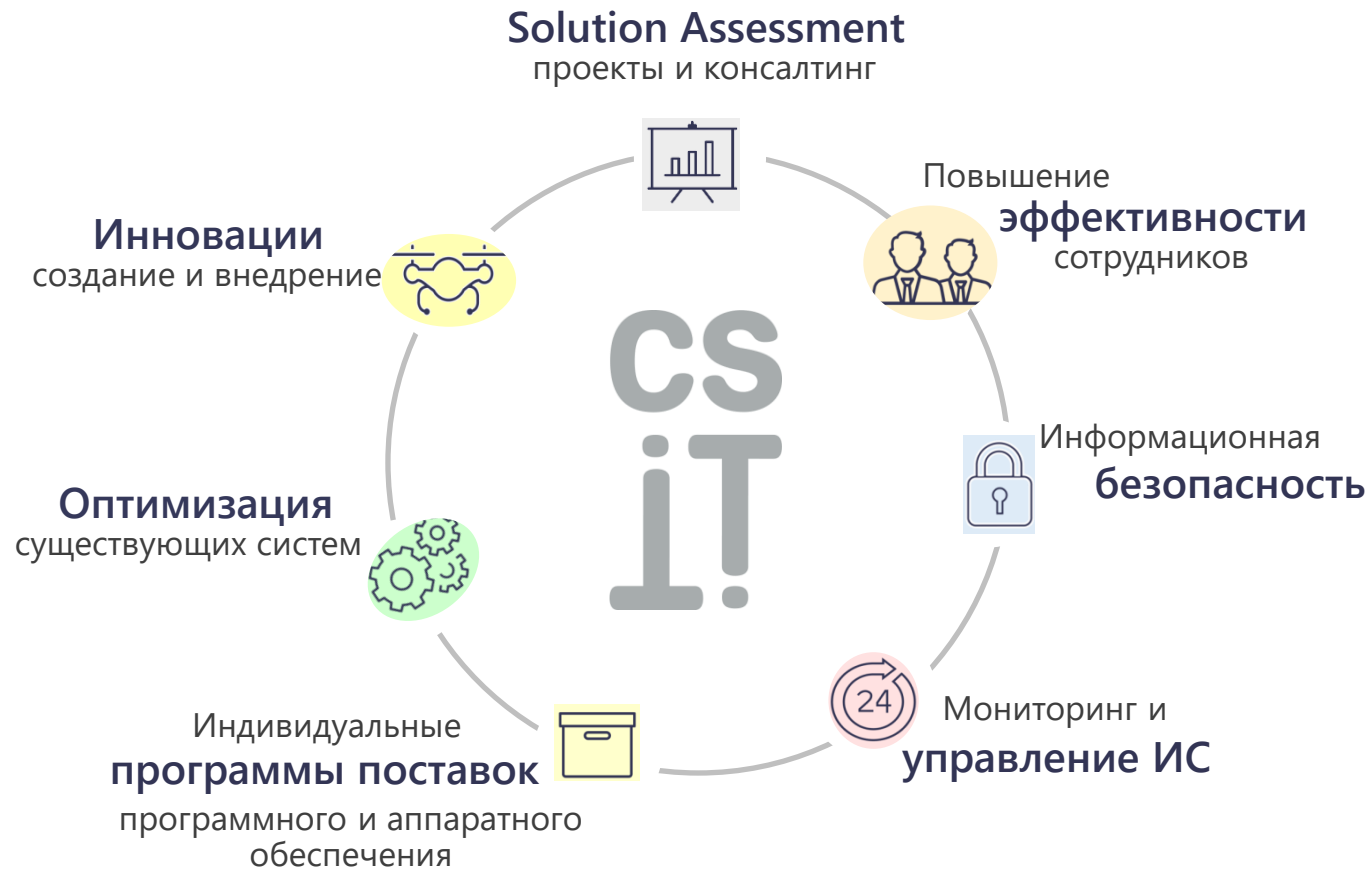 Solution Assessment
проекты и консалтинг
Повышение
эффективности
сотрудников
Инновации
создание и внедрение
cs
iT
Информационная
безопасность
Оптимизация
существующих систем
24
Мониторинг и
управление ИС
Индивидуальные
программы поставок
программного и аппаратного
обеспечения